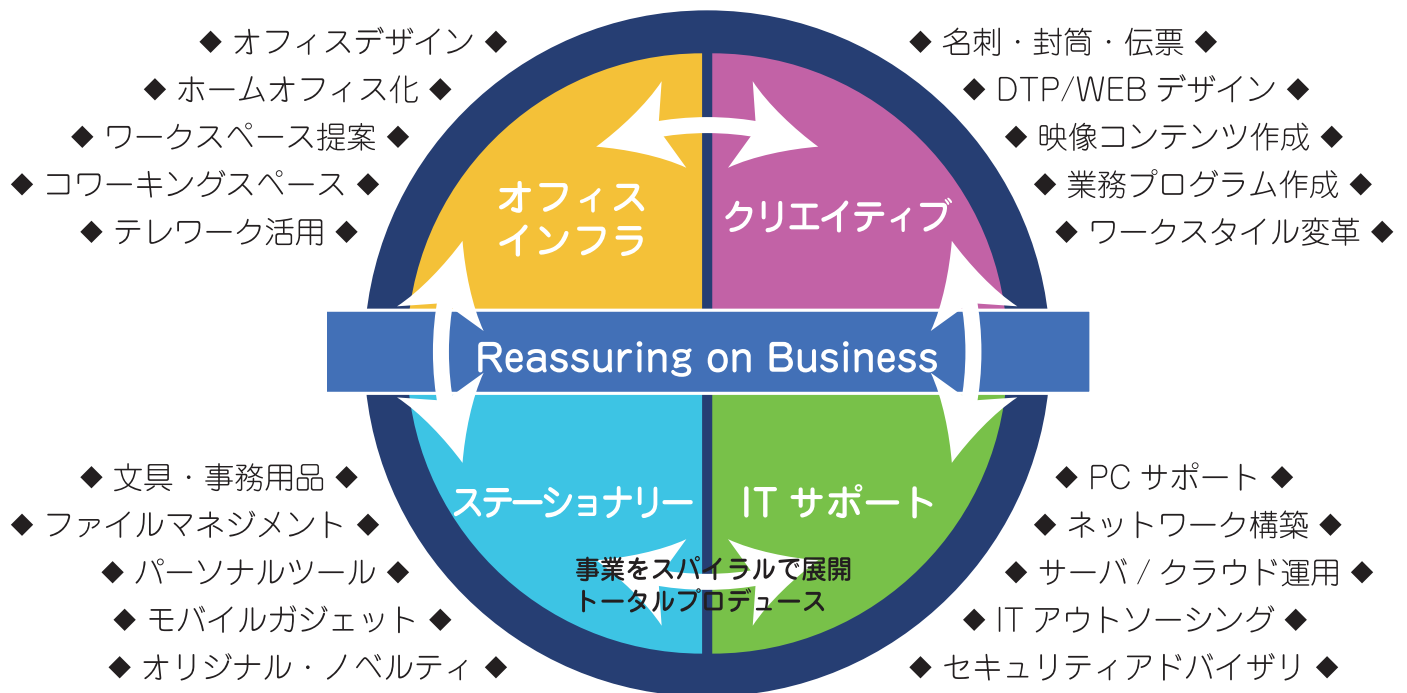 ◆ オフィスデザイン ◆
◆ ホームオフィス化 ◆
◆ ワークスペース提案 ◆
◆ コワーキングスペース ◆
◆ テレワーク活用 ◆
◆ 名刺・封筒・伝票 ◆
◆ DTP/WEB デザイン ◆
◆ 映像コンテンツ作成 ◆
◆ 業務プログラム作成 ◆
◆ ワークスタイル変革 ◆
オフィス
インフラ
クリエイティブ
Reassuring on Business
ステーショナリー
IT サポート
事業をスパイラルで展開
トータルプロデュース
◆ 文具・事務用品 ◆
◆ ファイルマネジメント ◆
◆ パーソナルツール ◆
◆ モバイルガジェット ◆
◆ オリジナル・ノベルティ ◆
◆ PC サポート ◆
◆ ネットワーク構築 ◆
◆ サーバ / クラウド運用 ◆
◆ IT アウトソーシング ◆
◆ セキュリティアドバイザリ ◆